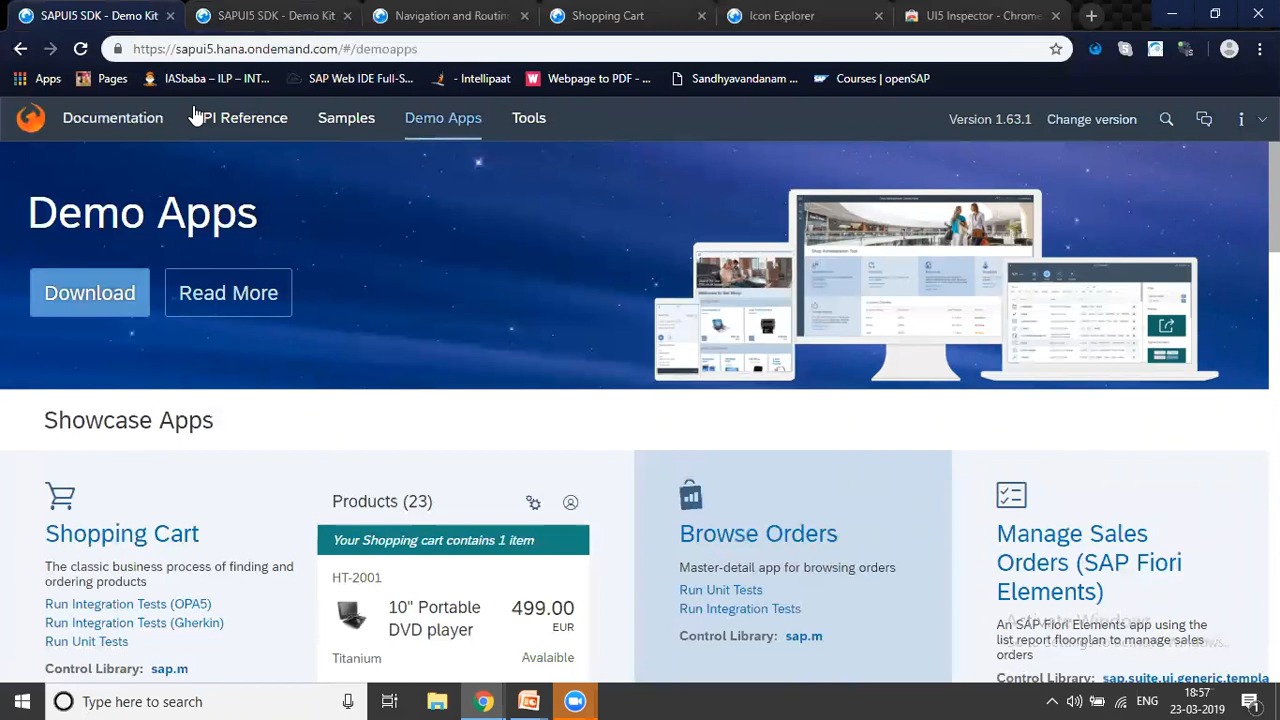 SAPUI5 SDK - Demo Kit
SAPUI5 SDK - Demo Kit
Navigation and Routin
Shopping Cart
Icon Explorer
UI5 Inspector - Chrome
https://sapui5.hana.ondemand.com/#/demoapps
Apps
Pages
IASbaba – ILP – INT...
SAP Web IDE Full-S...
- Intellipaat
Webpage to PDF - ...
Sandhyavandanam ...
Courses | openSAP
Documentation
PI Reference
Samples
Demo Apps
Tools
Version 1.63.1
Change version
Demo Apps
Download
Read More
Showcase Apps
Shopping Cart
The classic business process of finding and
ordering products
Run Integration Tests (OPA5)
Run Integration Tests (Gherkin)
Run Unit Tests
Control Library: sap.m
Products (23)
Your Shopping cart contains 1 item
HT-2001
10" Portable
DVD player
499.00
EUR
Titanium
Avalaible
Browse Orders
Master-detail app for browsing orders
Run Unit Tests
Run Integration Tests
Control Library: sap.m
Manage Sales
Orders (SAP Fiori
Elements)
An SAP Fiori Elements app using the
list report floorplan to manage sales
orders
Control Library: sap.suite.ui.generic.templa
Activate Windows
Type here to search
ENG
18:57
23-03-2019